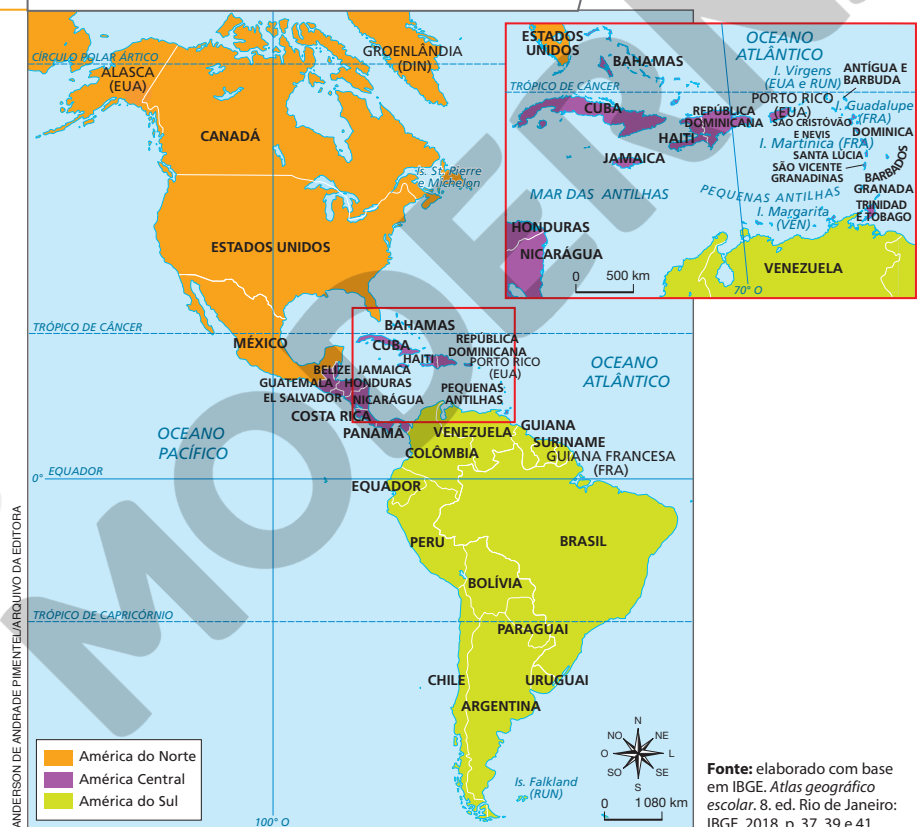 CÍRCULO POLAR ÁRTICO
ALASCA
(EUA)
GROENLÂNDIA
(DIN)
CANADÁ
Is. St. Pierre
e Michelon
ESTADOS UNIDOS
TRÓPICO DE CÂNCER
MÉXICO
BAHAMAS
CUBA
REPÚBLICA
DOMINICANA
HAITI
PORTO RICO
(EUA)
BELIZE
JAMAICA
GUATEMALA
HONDURAS
EL SALVADOR
NICARÁGUA
PEQUENAS
ANTILHAS
COSTA RICA
PANAMÁ
OCEANO
ATLÂNTICO
OCEANO
PACÍFICO
VENEZUELA
GUIANA
SURINAME
GUIANA FRANCESA
(FRA)
COLÔMBIA
0° EQUADOR
EQUADOR
PERU
BRASIL
BOLÍVIA
TRÓPICO DE CAPRICÓRNIO
PARAGUAI
CHILE
URUGUAI
ARGENTINA
Is. Falkland
(RUN)
100° O
ESTADOS
UNIDOS
BAHAMAS
OCEANO
ATLÂNTICO
TRÓPICO DE CÂNCER
CUBA
I. Virgens
(EUA e RUN)
ANTÍGUA E
BARBUDA
REPÚBLICA
DOMINICANA
PORTO RICO
(EUA)
Guadalupe
(FRA)
HAITI
SÃO CRISTÓVÃO
E NEVIS
DOMINICA
I. Martinica (FRA)
JAMAICA
SANTA LÚCIA
SÃO VICENTE
GRANADINAS
BARBADOS
MAR DAS ANTILHAS
PEQUENAS ANTILHAS
GRANADA
I. Margarita
(VEN)
TRINIDAD
E TOBAGO
HONDURAS
NICARÁGUA
0 500 km
VENEZUELA
70° O
América do Norte
América Central
América do Sul
N
NO NE
O L
SO SE
S
0 1 080 km
Fonte: elaborado com base
em IBGE. Atlas geográfico
escolar. 8. ed. Rio de Janeiro:
IBGE, 2018. p. 37, 39 e 41.
ANDERSON DE ANDRADE PIMENTEL/ARQUIVO DA EDITORA